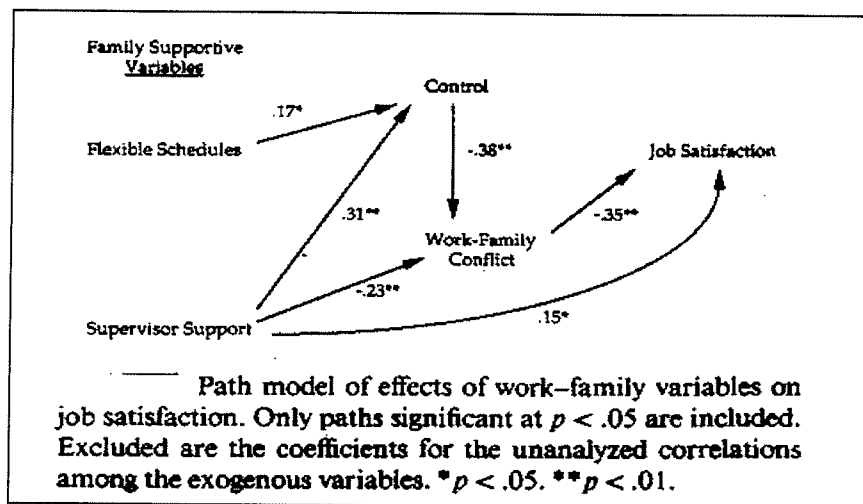 Family Supportive
Variables
Control
.17*
Flexible Schedules
-.38**
Job Satisfaction
.31**
-.35**
Work-Family
Conflict
-.23**
Supervisor Support
.15*
Path model of effects of work–family variables on
job satisfaction. Only paths significant at p < .05 are included.
Excluded are the coefficients for the unanalyzed correlations
among the exogenous variables. *p < .05. **p < .01.